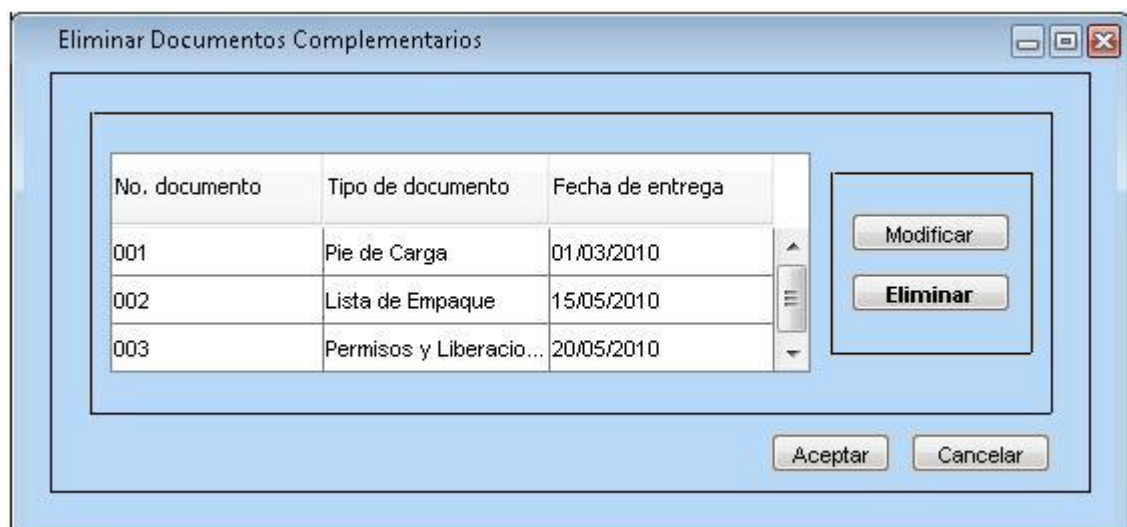 Eliminar Documentos Complementarios
No. documento Tipo de documento Fecha de entrega
001 Pie de Carga 01/03/2010
002 Lista de Empaque 15/05/2010
003 Permisos y Liberacio... 20/05/2010
Modificar
Eliminar
Aceptar Cancelar